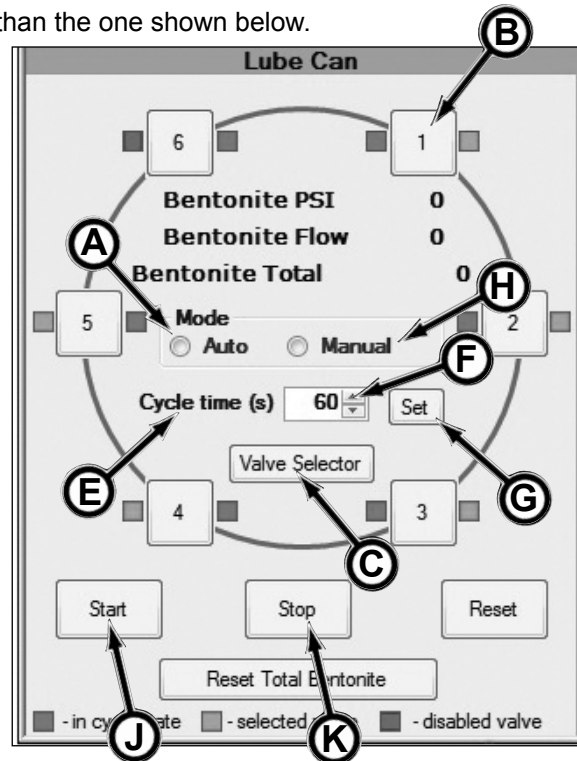 than the one shown below.
B
Lube Can
6 1
Bentonite PSI 0
Bentonite Flow 0
A
Bentonite Total 0
H
5 Mode 2
Auto Manual
F
Cycle time (s) 60 Set
Valve Selector
E G
4 3
C
Start Stop Reset
Reset Total Bentonite
- in cy ate - selected - disabled valve
J K